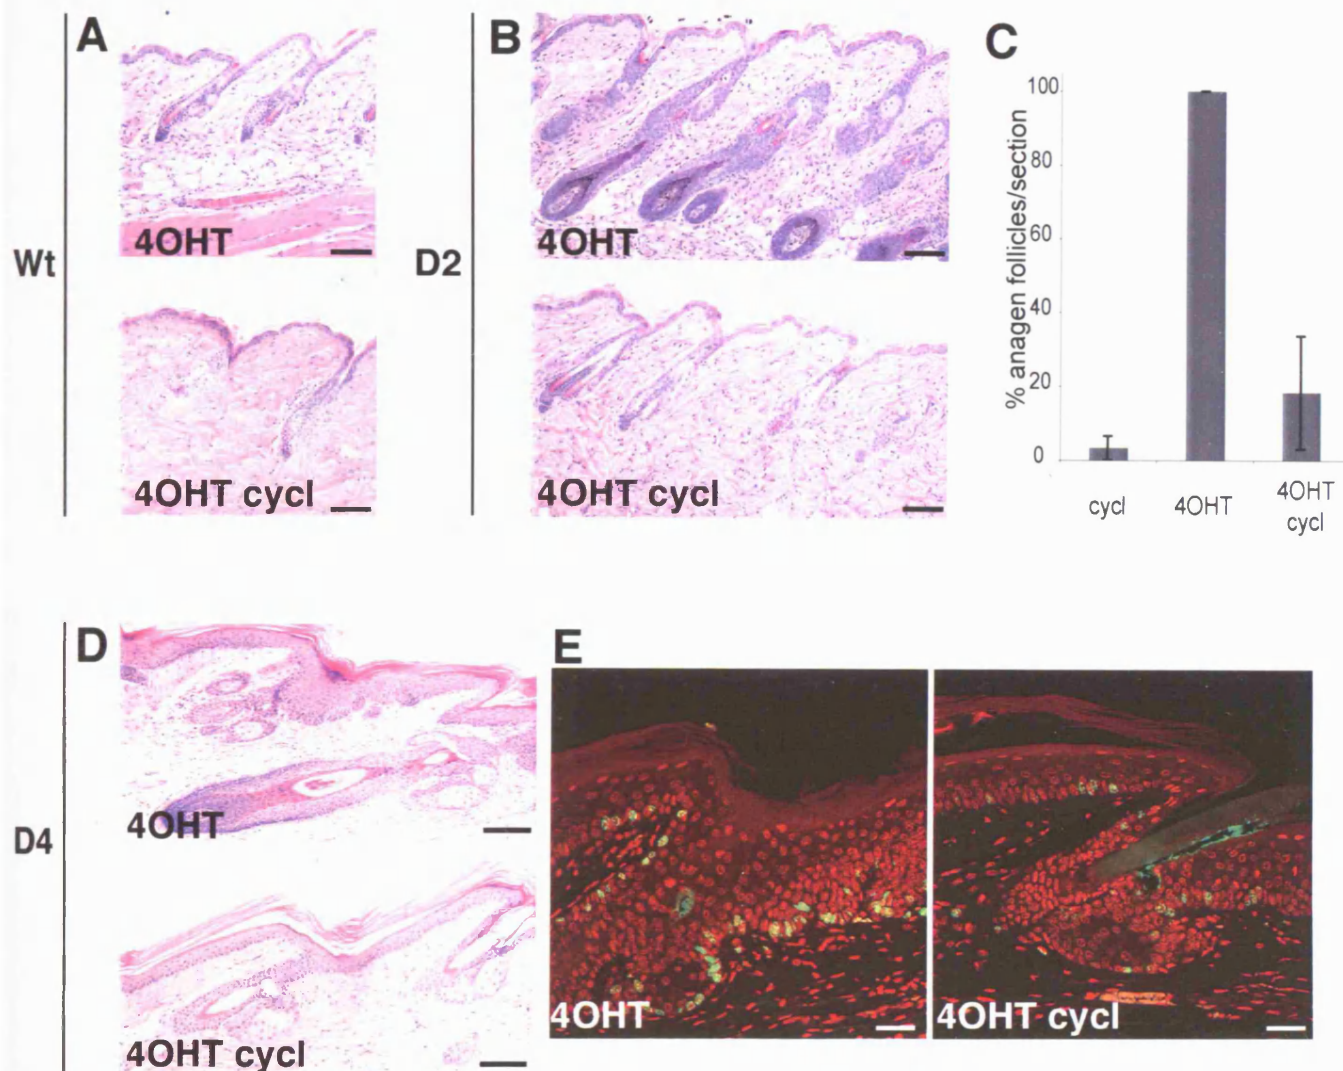 A
B
C
Wt
D2
4OHT
4OHT
4OHT cycl
4OHT cycl
% anagen follicles/section
100
80
60
40
20
0
cycl
4OHT
4OHT
cycl
D
E
D4
4OHT
4OHT cycl
4OHT
4OHT cycl